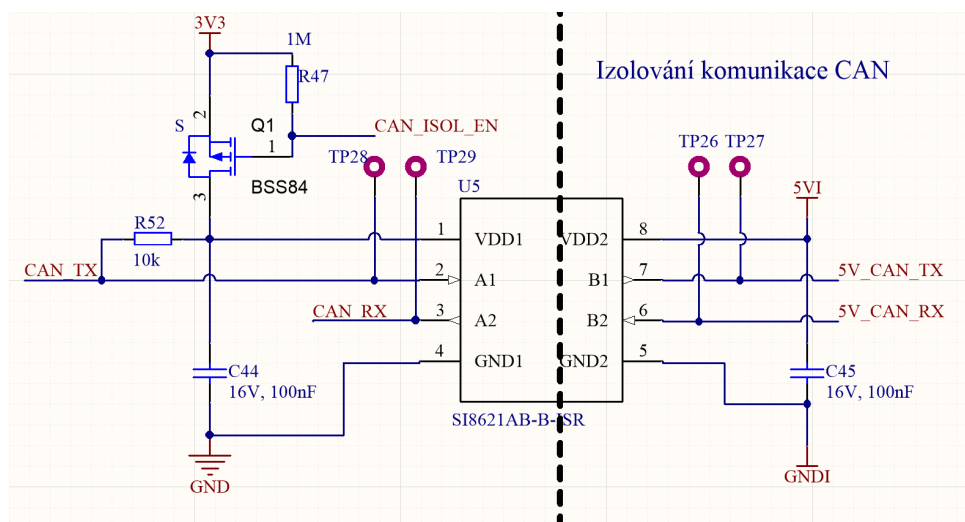 3V3
1M
R47
Izolování komunikace CAN
2
S
Q1
1
CAN_ISOL_EN
TP28
TP29
TP26
TP27
BSS84
U5
5VI
3
R52
1
VDD1
VDD2
8
10k
CAN_TX
2
A1
B1
7
5V_CAN_TX
CAN_RX
3
A2
B2
6
5V_CAN_RX
4
GND1
GND2
5
C44
16V, 100nF
C45
16V, 100nF
SI8621AB-B-ISR
GND
GNDI